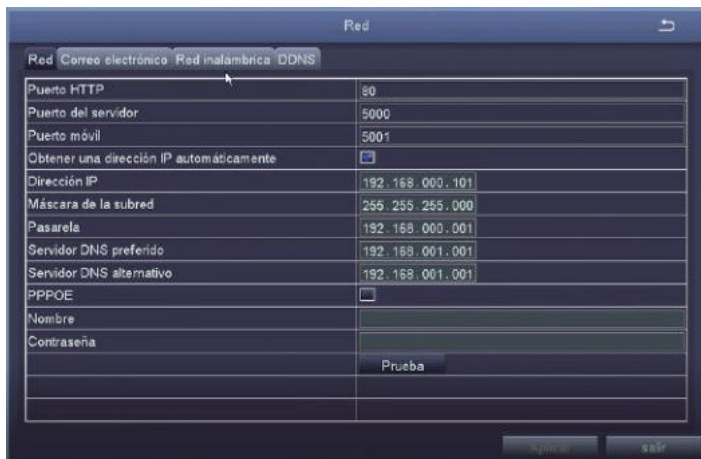 Red
Red Correo electrónico Red inalámbrica DDNS
Puerto HTTP 80
Puerto del servidor 5000
Puerto móvil 5001
Obtener una dirección IP automáticamente
Dirección IP 192.168.000.101
Máscara de la subred 255.255.255.000
Pasarela 192.168.000.001
Servidor DNS preferido 192.168.001.001
Servidor DNS alternativo 192.168.001.001
PPPOE
Nombre
Contraseña
Prueba
Aplicar salir